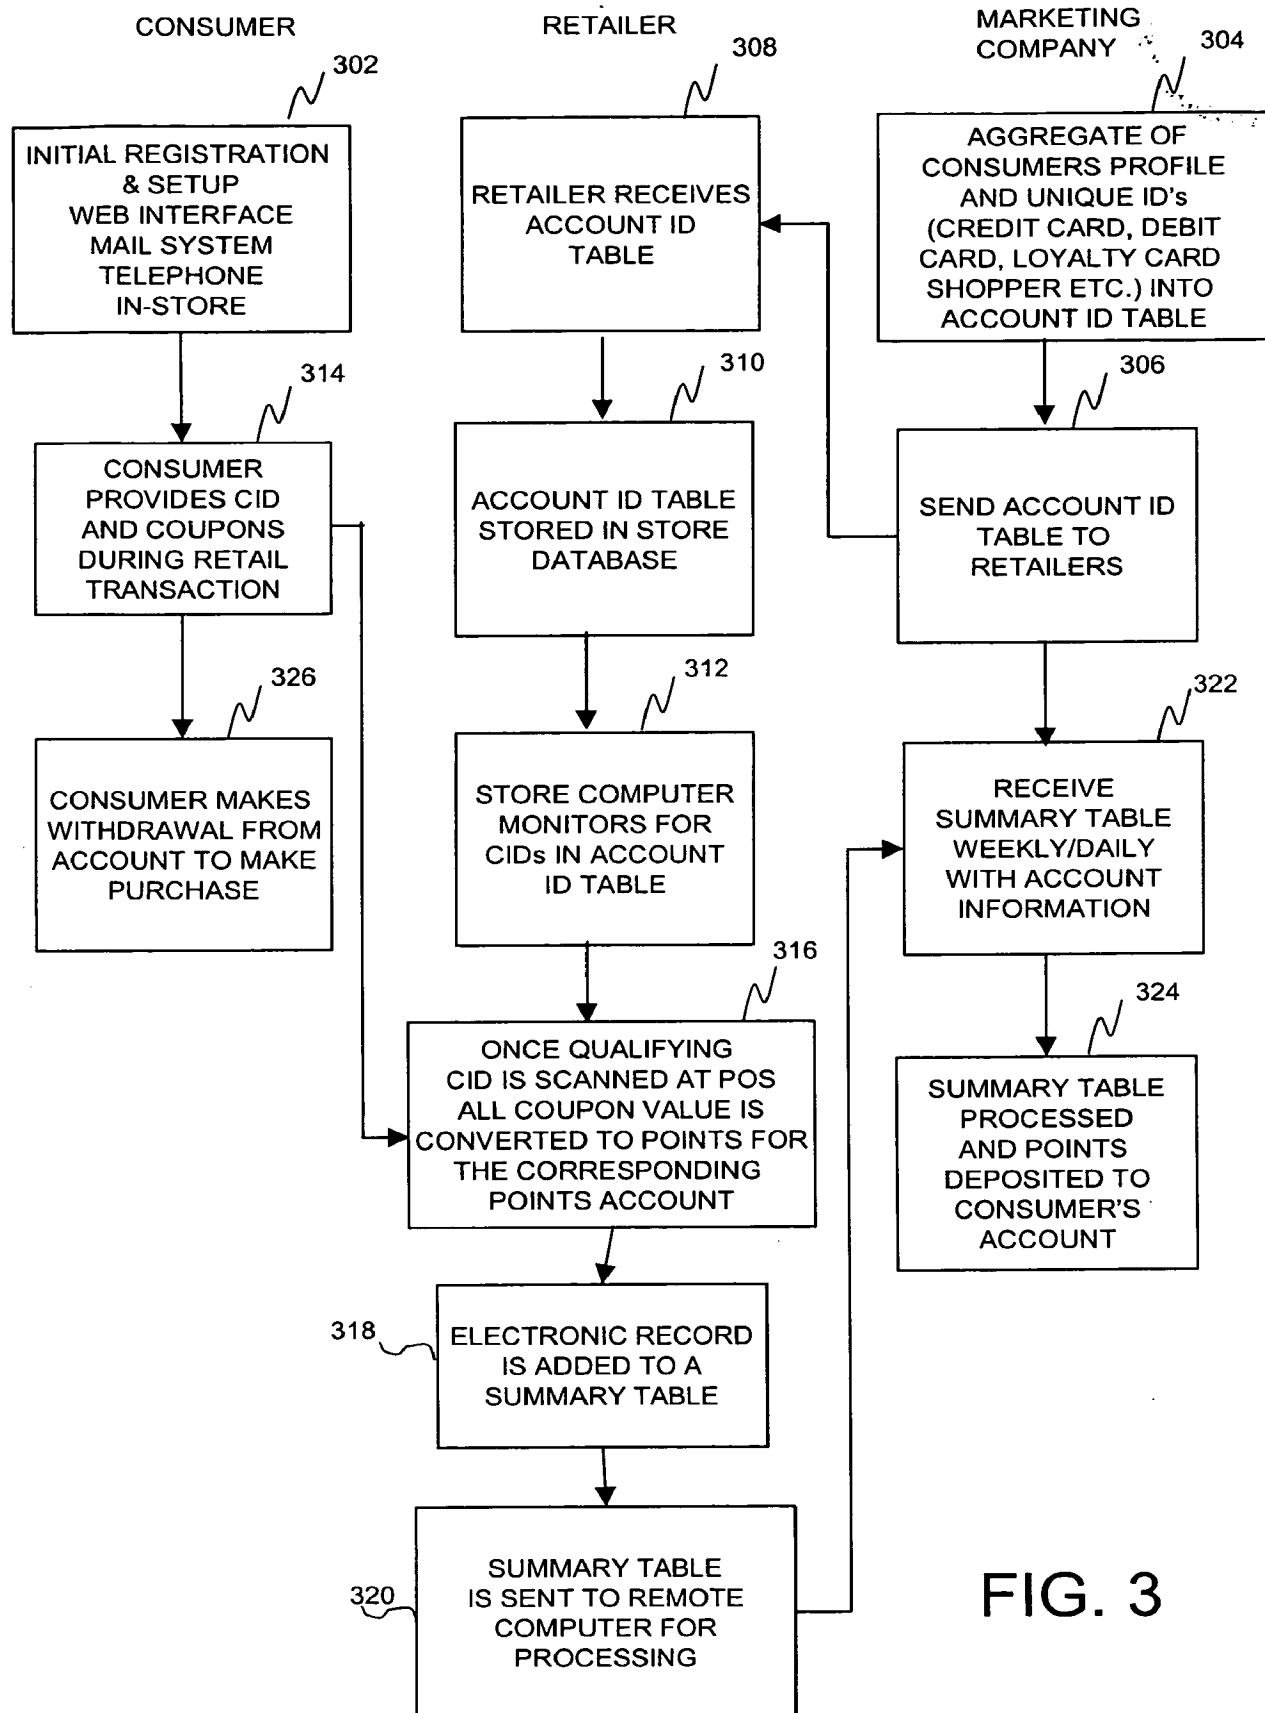 CONSUMER
RETAILER
MARKETING
COMPANY
302
308
304
INITIAL REGISTRATION
& SETUP
WEB INTERFACE
MAIL SYSTEM
TELEPHONE
IN-STORE
RETAILER RECEIVES
ACCOUNT ID
TABLE
AGGREGATE OF
CONSUMERS PROFILE
AND UNIQUE ID's
(CREDIT CARD, DEBIT
CARD, LOYALTY CARD
SHOPPER ETC.) INTO
ACCOUNT ID TABLE
314
310
306
CONSUMER
PROVIDES CID
AND COUPONS
DURING RETAIL
TRANSACTION
ACCOUNT ID TABLE
STORED IN STORE
DATABASE
SEND ACCOUNT ID
TABLE TO
RETAILERS
326
312
322
CONSUMER MAKES
WITHDRAWAL FROM
ACCOUNT TO MAKE
PURCHASE
STORE COMPUTER
MONITORS FOR
CIDs IN ACCOUNT
ID TABLE
RECEIVE
SUMMARY TABLE
WEEKLY/DAILY
WITH ACCOUNT
INFORMATION
316
324
ONCE QUALIFYING
CID IS SCANNED AT POS
ALL COUPON VALUE IS
CONVERTED TO POINTS FOR
THE CORRESPONDING
POINTS ACCOUNT
SUMMARY TABLE
PROCESSED
AND POINTS
DEPOSITED TO
CONSUMER'S
ACCOUNT
318
ELECTRONIC RECORD
IS ADDED TO A
SUMMARY TABLE
320
SUMMARY TABLE
IS SENT TO REMOTE
COMPUTER FOR
PROCESSING
FIG. 3